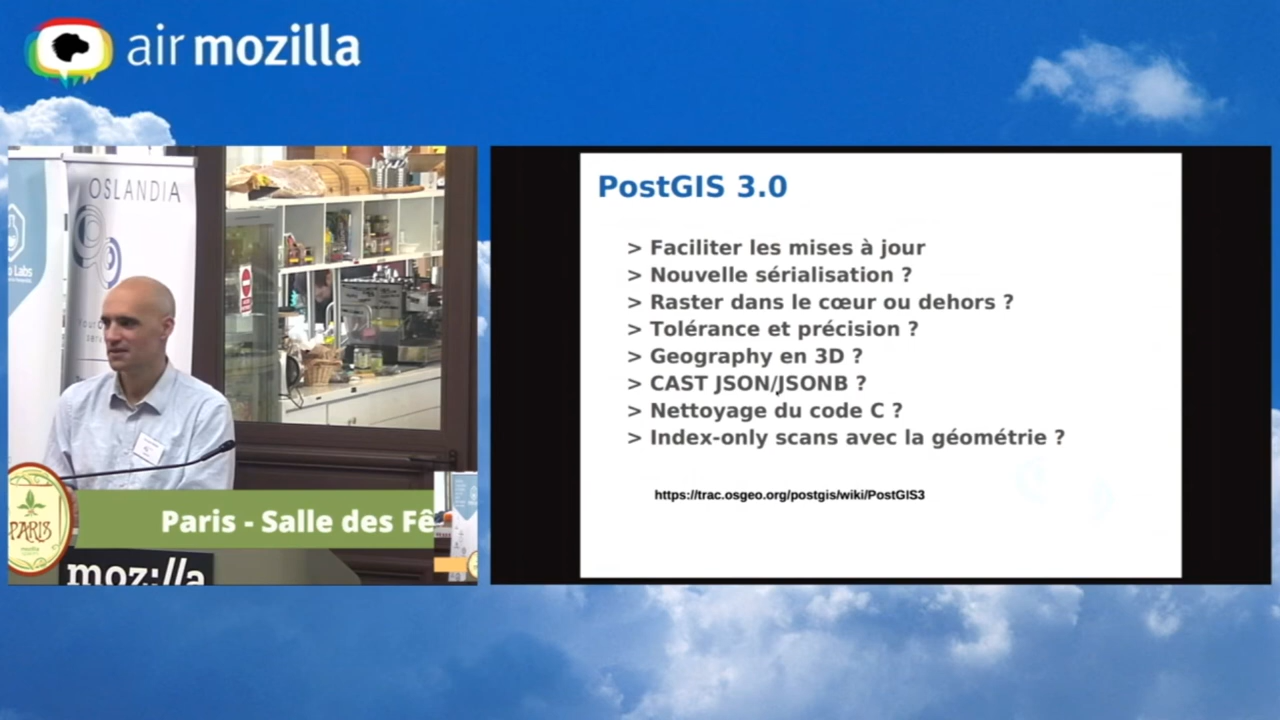 air mozilla
OSLANDIA
Labs
PostGIS 3.0
> Faciliter les mises à jour
> Nouvelle sérialisation ?
> Raster dans le cœur ou dehors ?
> Tolérance et précision ?
> Geography en 3D ?
> CAST JSON/JSONB ?
> Nettoyage du code C ?
> Index-only scans avec la géométrie ?
https://trac.osgeo.org/postgis/wiki/PostGIS3
PARIS
mozilla
Paris - Salle des Fê
moz://a